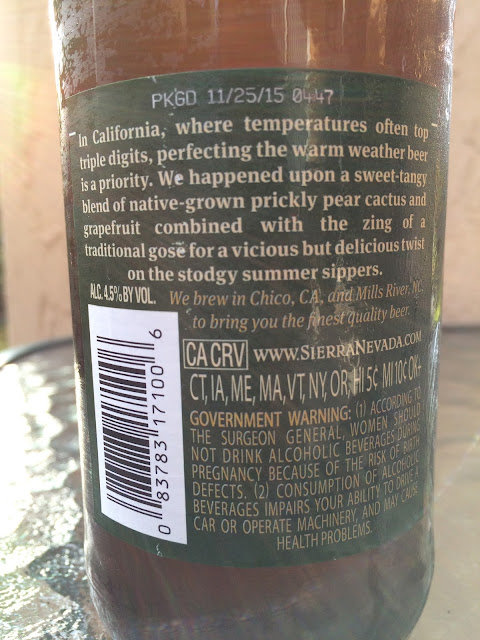 PKGD 11/25/15 0447
In California, where temperatures often top
triple digits, perfecting the warm weather beer
is a priority. We happened upon a sweet-tangy
blend of native-grown prickly pear cactus and
grapefruit combined with the zing of a
traditional gose for a vicious but delicious twist
on the stodgy summer sippers.
ALC. 4.5% BY VOL.
We brew in Chico, CA. and Mills River, NC,
to bring you the finest quality beer.
CA CRV www.SierraNevada.com
CT, IA, ME, MA, VT, NY, OR, HI 5¢ MI 10¢ OK+
GOVERNMENT WARNING: (1) ACCORDING TO
THE SURGEON GENERAL, WOMEN SHOULD
NOT DRINK ALCOHOLIC BEVERAGES DURING
PREGNANCY BECAUSE OF THE RISK OF BIRTH
DEFECTS. (2) CONSUMPTION OF ALCOHOLIC
BEVERAGES IMPAIRS YOUR ABILITY TO DRIVE A
CAR OR OPERATE MACHINERY, AND MAY CAUSE
HEALTH PROBLEMS.
0 83783 17100 6